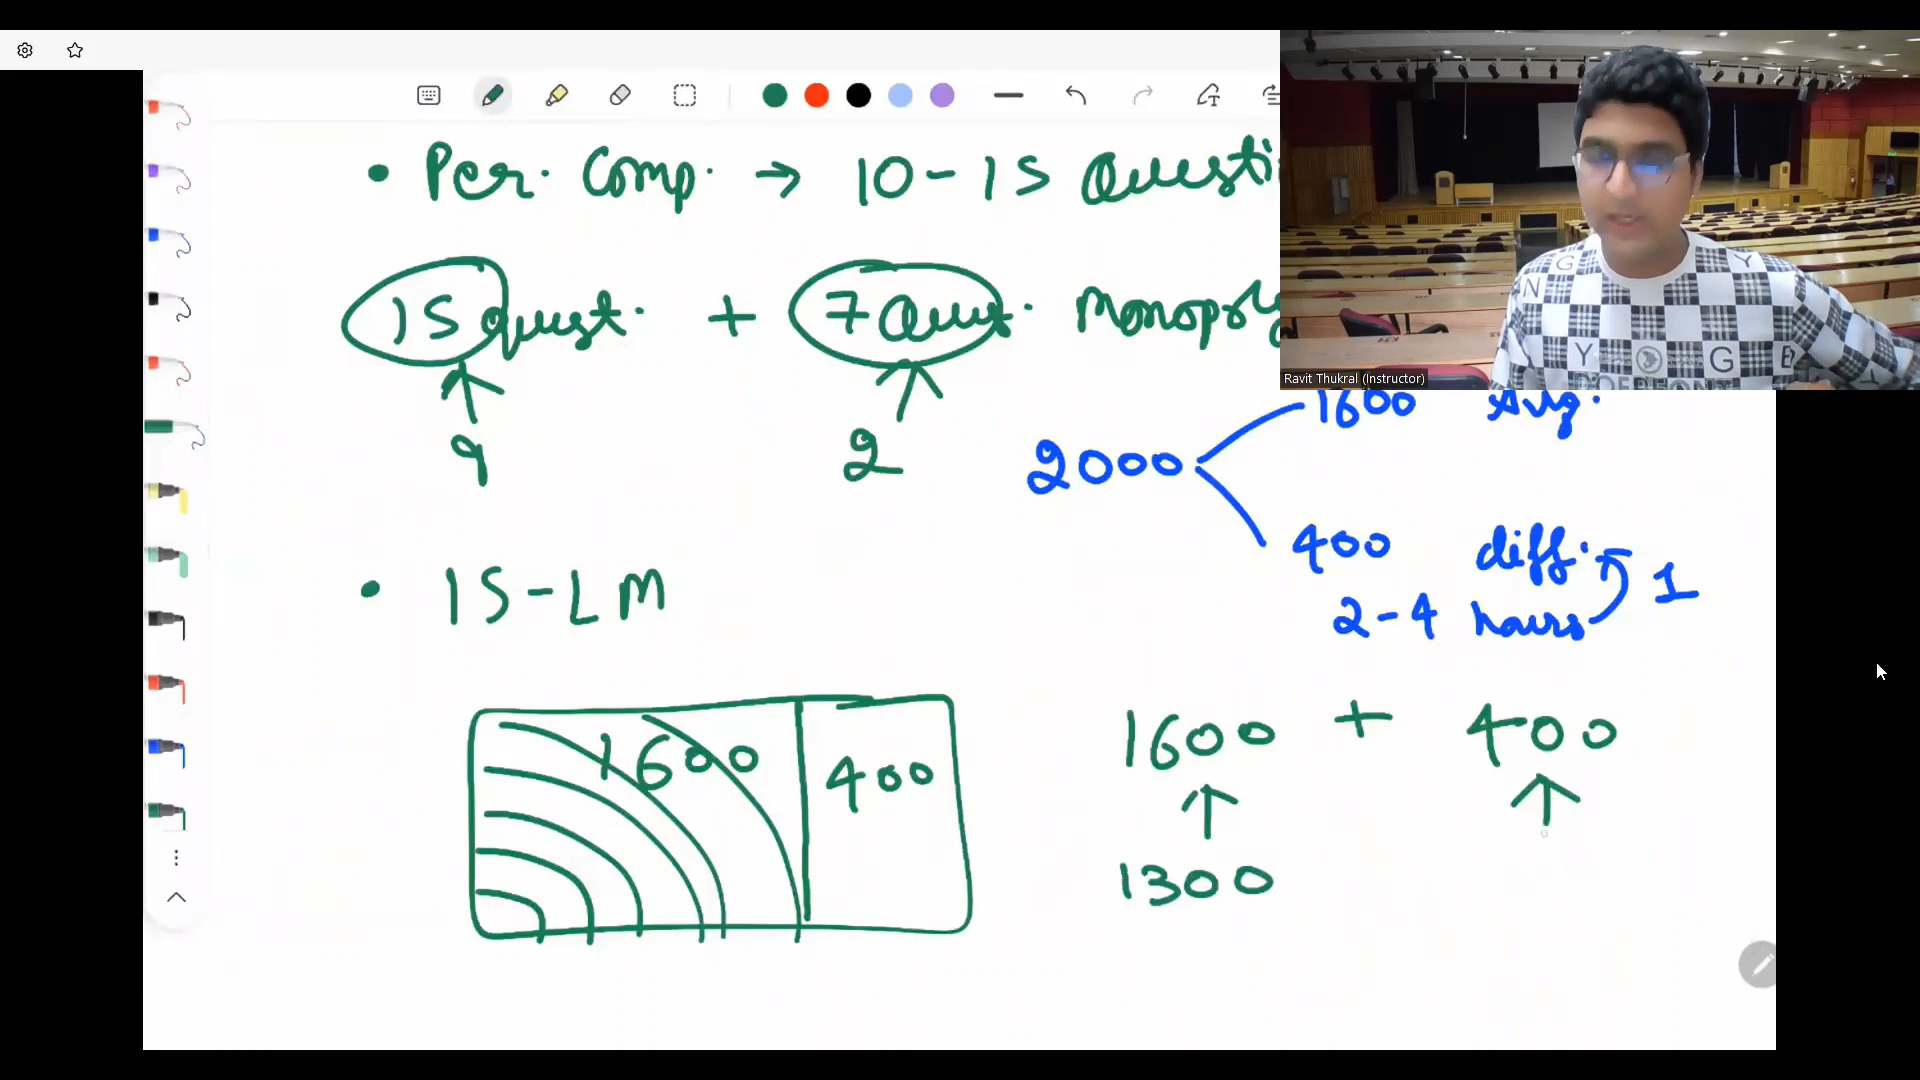 • Per. Comp. → 10-15 Questi
15 quest. + 7 Ques. Monopoly
9 2
Ravit Thukral (Instructor)
2000
1600 Avg.
400 diff.
2-4 hours 1
• IS-LM
1600 400
1600 + 400
1300
N G Y
Y G E